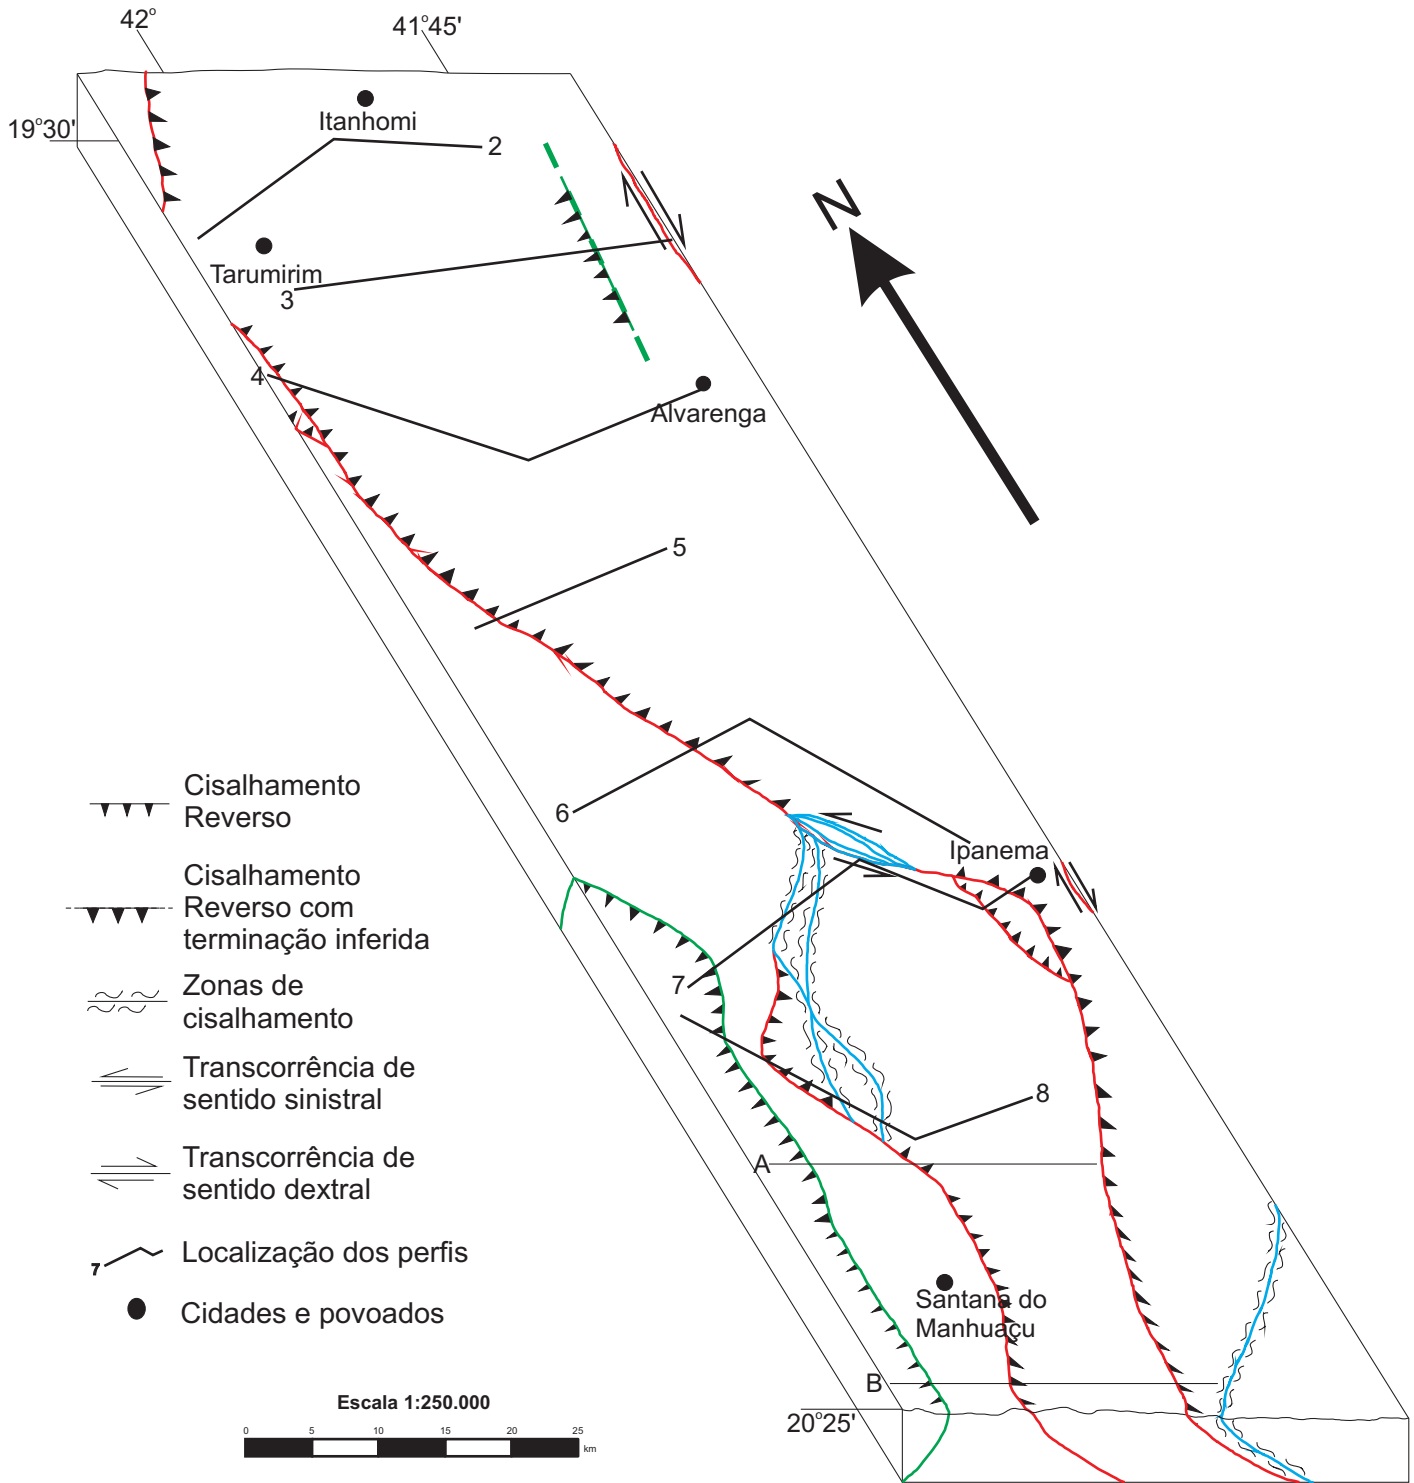 42°
41°45'
19°30'
Itanhomi
2
N
Tarumirim
3
4
Alvarenga
5
6
Ipanema
7
8
A
Santana do
Manhuaçu
B
20°25'
Cisalhamento
Reverso
Cisalhamento
Reverso com
terminação inferida
Zonas de
cisalhamento
Transcorrência de
sentido sinistral
Transcorrência de
sentido dextral
7 Localização dos perfis
Cidades e povoados
Escala 1:250.000
0 5 10 15 20 25
km